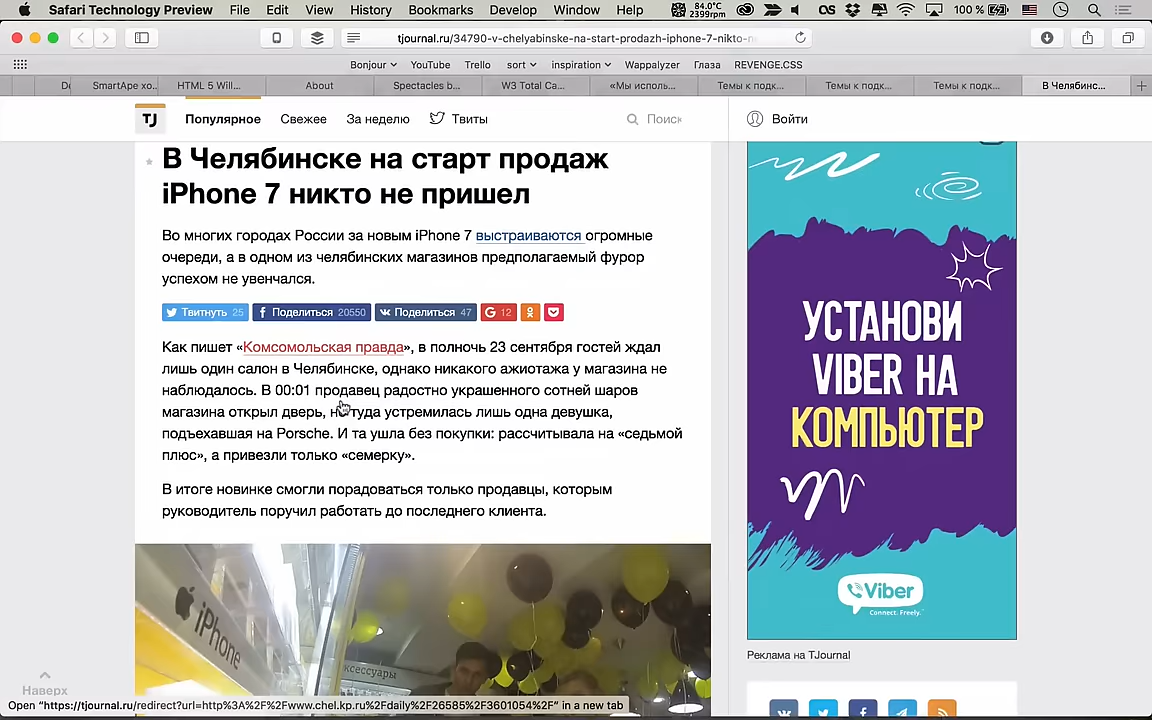 Safari Technology Preview File Edit View History Bookmarks Develop Window Help 84.0°C 2399rpm 100 %
tjournal.ru/34790-v-chelyabinske-na-start-prodazh-iphone-7-nikto-n
Bonjour YouTube Trello sort inspiration Wappalyzer Глаза REVENGE.CSS
SmartApe xo... HTML 5 Will... About Spectacles b... W3 Total Ca... «Мы исполь... Темы к подк... Темы к подк... Темы к подк... В Челябинс...
TJ Популярное Свежее За неделю Твиты Поиск Войти
В Челябинске на старт продаж
iPhone 7 никто не пришел
Во многих городах России за новым iPhone 7 выстраиваются огромные
очереди, а в одном из челябинских магазинов предполагаемый фурор
успехом не увенчался.
Твитнуть 25 Поделиться 20550 Поделиться 47 G 12
Как пишет «Комсомольская правда», в полночь 23 сентября гостей ждал
лишь один салон в Челябинске, однако никакого ажиотажа у магазина не
наблюдалось. В 00:01 продавец радостно украшенного сотней шаров
магазина открыл дверь, но туда устремилась лишь одна девушка,
подъехавшая на Porsche. И та ушла без покупки: рассчитывала на «седьмой
плюс», а привезли только «семерку».
В итоге новинке смогли порадоваться только продавцы, которым
руководитель поручил работать до последнего клиента.
iPhone
ксессуары
УСТАНОВИ
VIBER НА
КОМПЬЮТЕР
Viber
Connect. Freely.
Реклама на TJournal
Наверх
Open “https://tjournal.ru/redirect?url=http%3A%2F%2Fwww.chel.kp.ru%2Fdaily%2F26585%2F3601054%2F” in a new tab